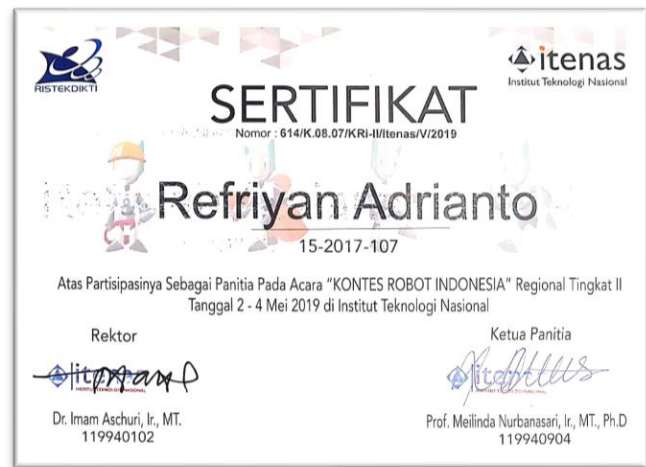 RISTEKDIKTI
itenas
Institut Teknologi Nasional
SERTIFIKAT
Nomor : 614/K.08.07/KRi-II/Itenas/V/2019
Refriyan Adrianto
15-2017-107
Atas Partisipasinya Sebagai Panitia Pada Acara "KONTES ROBOT INDONESIA" Regional Tingkat II
Tanggal 2 - 4 Mei 2019 di Institut Teknologi Nasional
Rektor
itenas
Dr. Imam Aschuri, Ir., MT.
119940102
Ketua Panitia
itenas
Prof. Meilinda Nurbanasari, Ir., MT., Ph.D
119940904